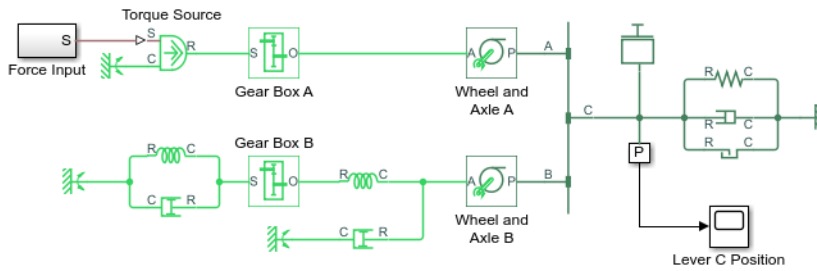 Torque Source
S
S
C
R
Force Input
S
O
Gear Box A
A
P
Wheel and
Axle A
A
C
R
C
R
C
R
C
P
Gear Box B
R
C
C
R
S
O
R
C
C
R
A
P
Wheel and
Axle B
B
Lever C Position